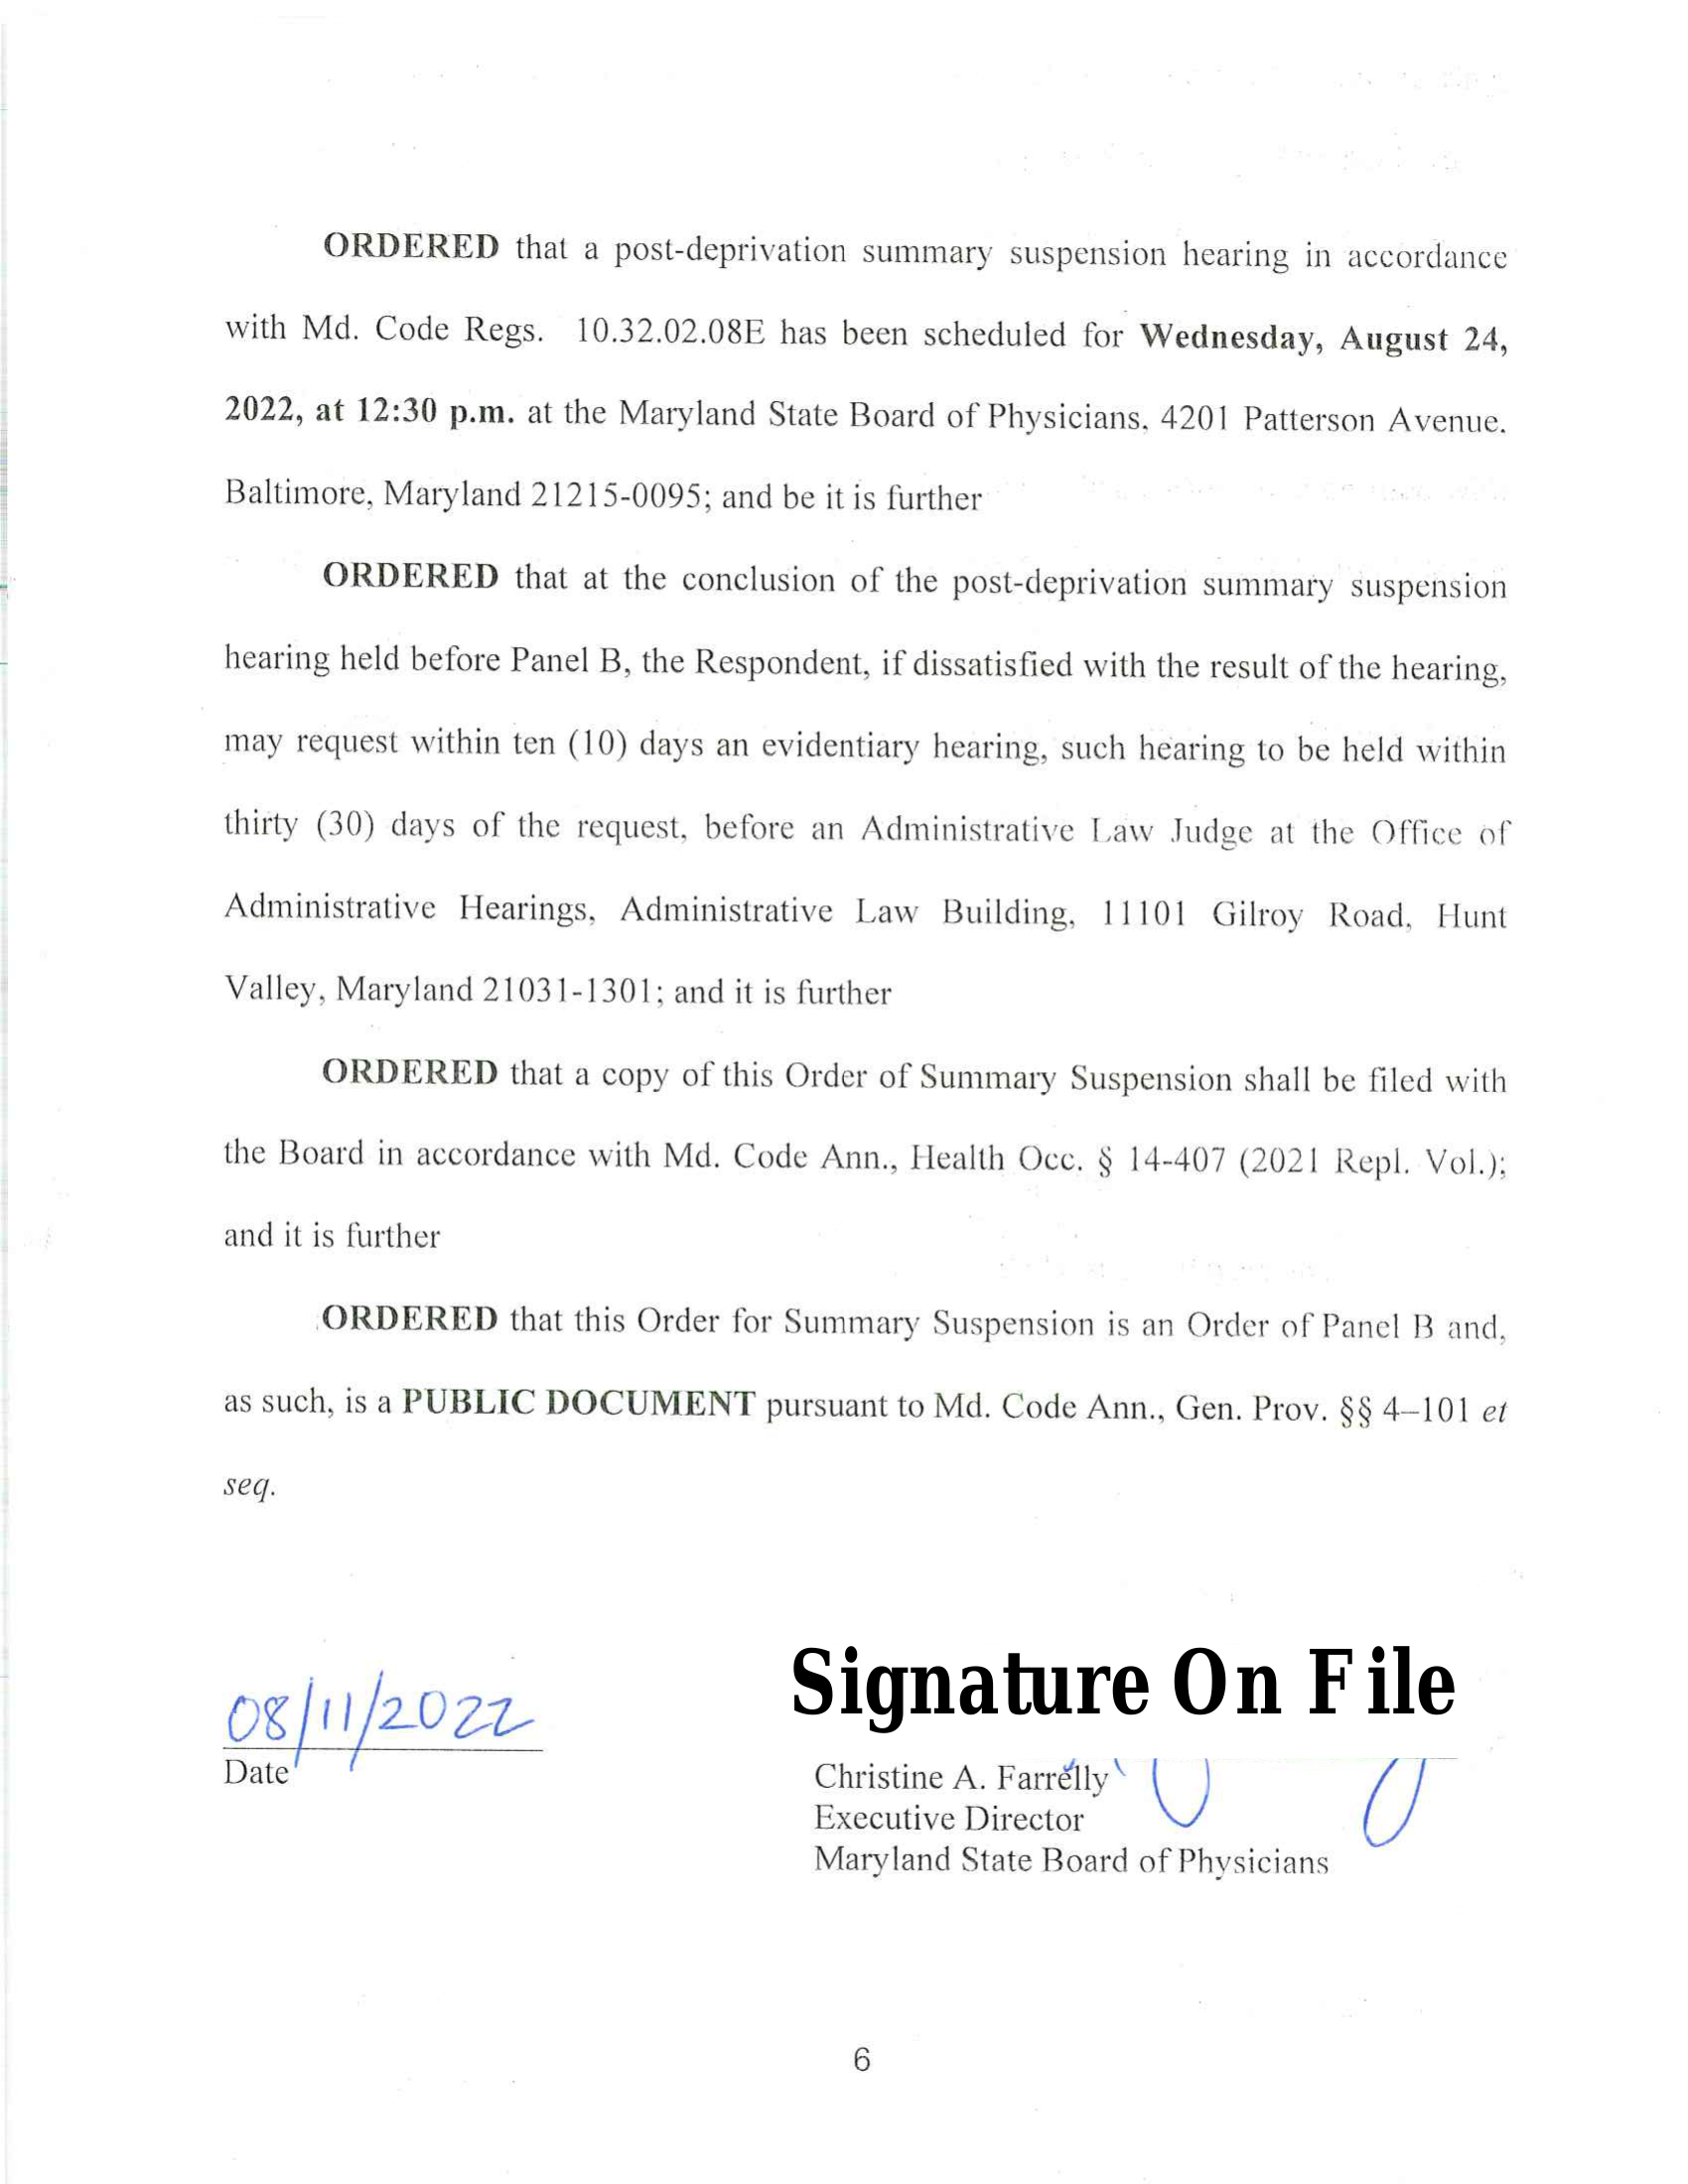 ORDERED that a post-deprivation summary suspension hearing in accordance
with Md. Code Regs. 10.32.02.08E has been scheduled for Wednesday, August 24,
2022, at 12:30 p.m. at the Maryland State Board of Physicians, 4201 Patterson Avenue.
Baltimore, Maryland 21215-0095; and be it is further
ORDERED that at the conclusion of the post-deprivation summary suspension
hearing held before Panel B, the Respondent, if dissatisfied with the result of the hearing,
may request within ten (10) days an evidentiary hearing, such hearing to be held within
thirty (30) days of the request, before an Administrative Law Judge at the Office of
Administrative Hearings, Administrative Law Building, 11101 Gilroy Road, Hunt
Valley, Maryland 21031-1301; and it is further
ORDERED that a copy of this Order of Summary Suspension shall be filed with
the Board in accordance with Md. Code Ann., Health Occ. § 14-407 (2021 Repl. Vol.);
and it is further
ORDERED that this Order for Summary Suspension is an Order of Panel B and,
as such, is a PUBLIC DOCUMENT pursuant to Md. Code Ann., Gen. Prov. §§ 4–101 et
seq.
08/11/2022
Date
Signature On File
Christine A. Farrelly
Executive Director
Maryland State Board of Physicians
6